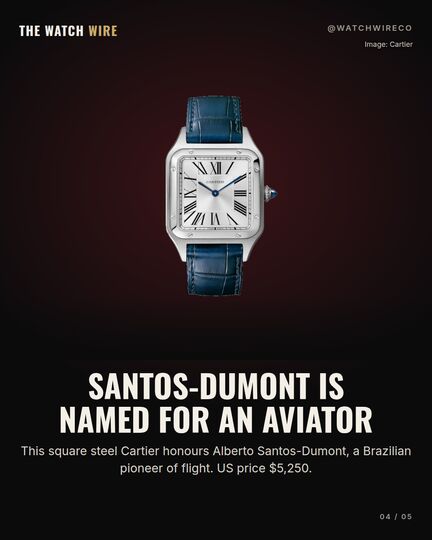 THE WATCH WIRE
@WATCHWIRECO
Image: Cartier
CARTIER
SANTOS-DUMONT IS
NAMED FOR AN AVIATOR
This square steel Cartier honours Alberto Santos-Dumont, a Brazilian
pioneer of flight. US price $5,250.
04 / 05